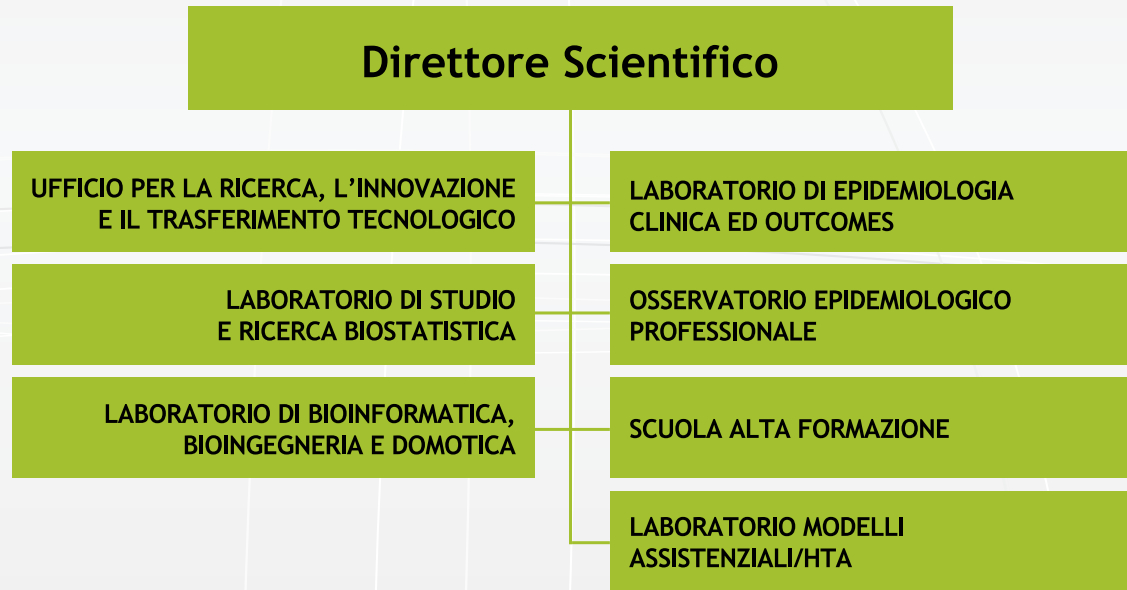 Direttore Scientifico
UFFICIO PER LA RICERCA, L'INNOVAZIONE
E IL TRASFERIMENTO TECNOLOGICO
LABORATORIO DI EPIDEMIOLOGIA
CLINICA ED OUTCOMES
LABORATORIO DI STUDIO
E RICERCA BIOSTATISTICA
OSSERVATORIO EPIDEMIOLOGICO
PROFESSIONALE
LABORATORIO DI BIOINFORMATICA,
BIOINGEGNERIA E DOMOTICA
SCUOLA ALTA FORMAZIONE
LABORATORIO MODELLI
ASSISTENZIALI/HTA